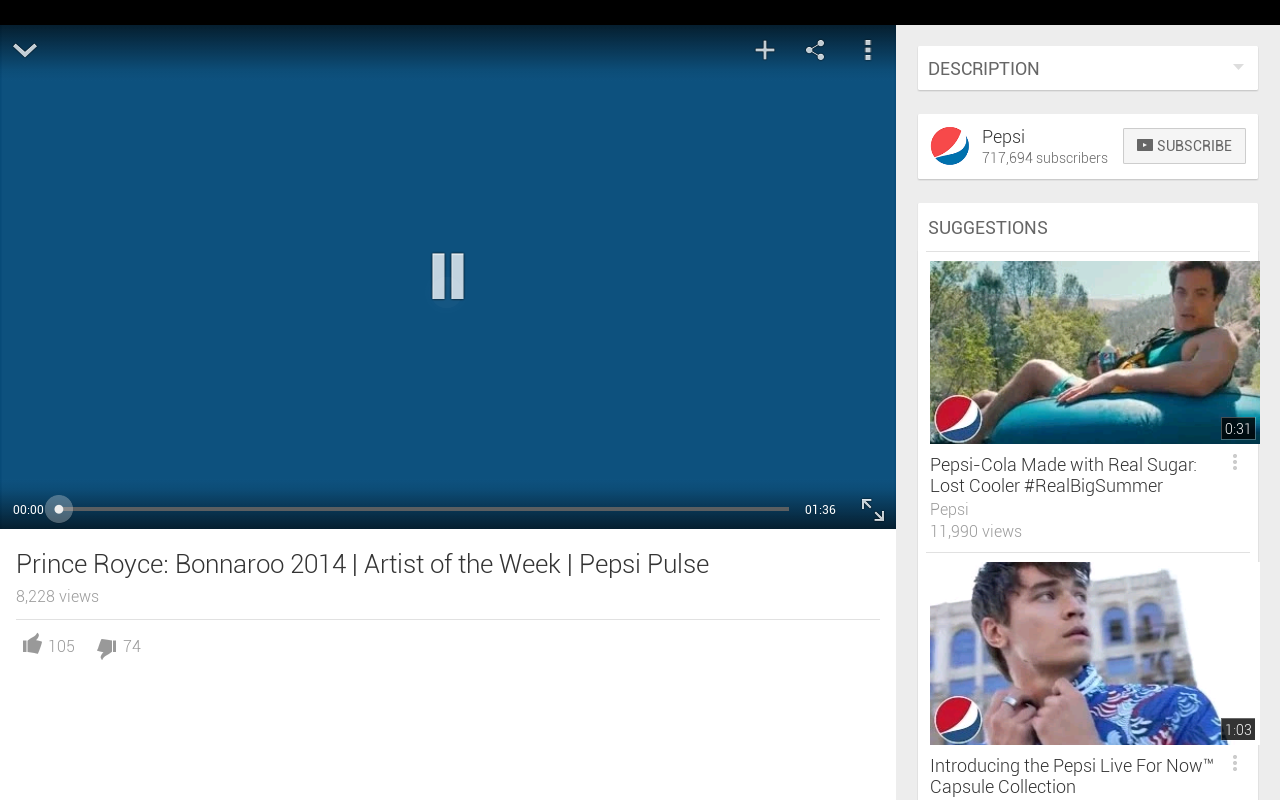 00:00
01:36
Prince Royce: Bonnaroo 2014 | Artist of the Week | Pepsi Pulse
8,228 views
105
74
DESCRIPTION
Pepsi
717,694 subscribers
SUBSCRIBE
SUGGESTIONS
0:31
Pepsi-Cola Made with Real Sugar:
Lost Cooler #RealBigSummer
Pepsi
11,990 views
1:03
Introducing the Pepsi Live For Now™
Capsule Collection